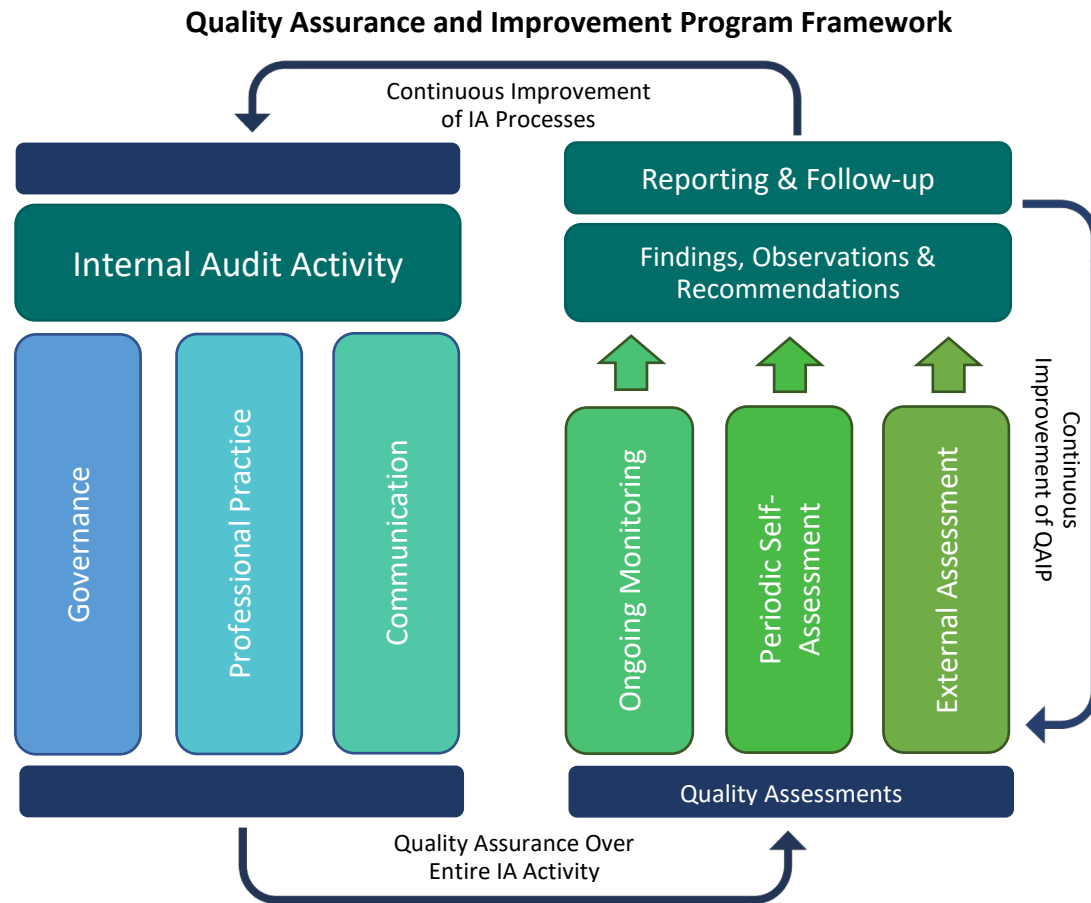 Quality Assurance and Improvement Program Framework
Continuous Improvement
of IA Processes
Internal Audit Activity
Governance
Professional Practice
Communication
Reporting & Follow-up
Findings, Observations &
Recommendations
Ongoing Monitoring
Periodic Self-
Assessment
External Assessment
Continuous
Improvement of QAIP
Quality Assessments
Quality Assurance Over
Entire IA Activity